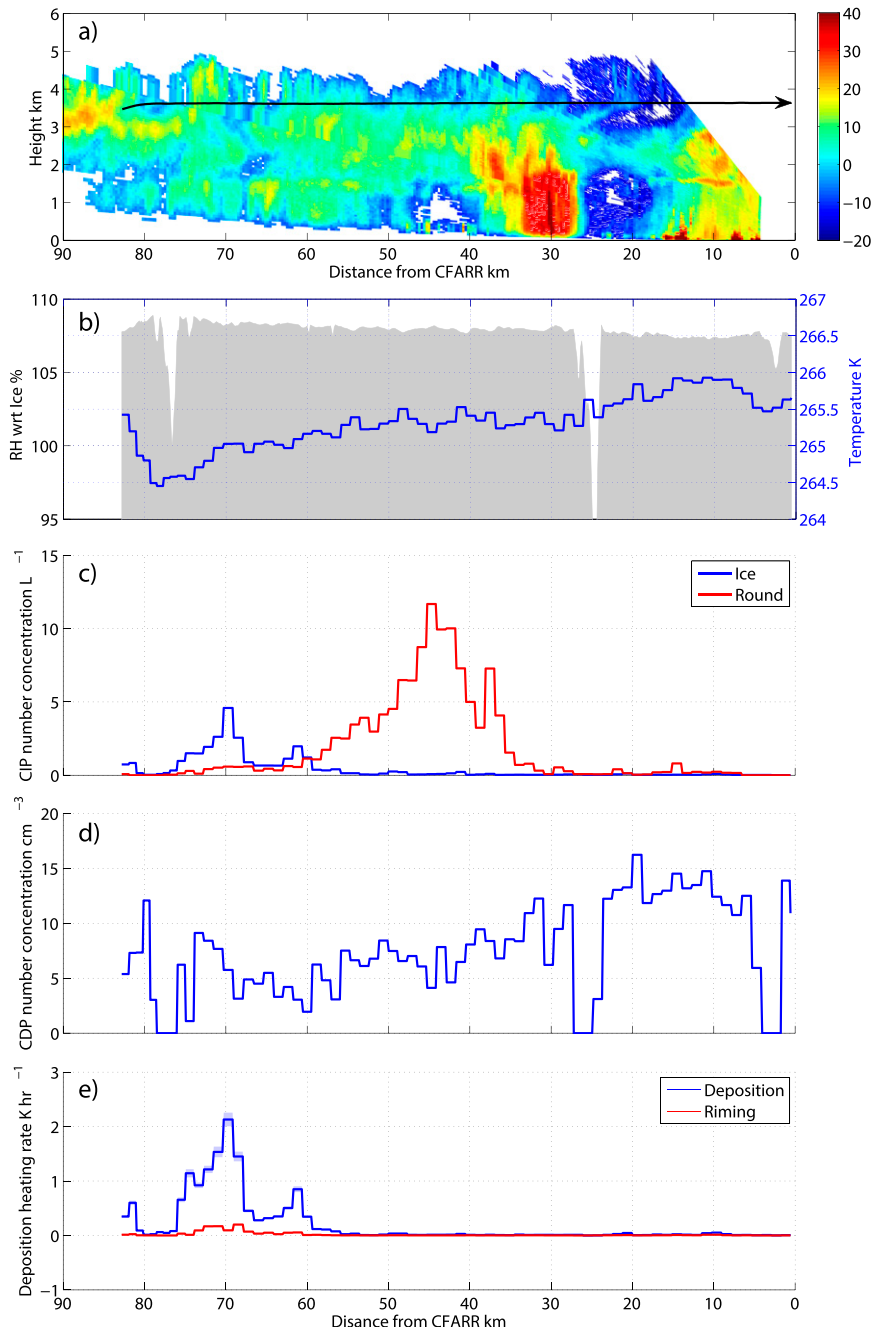 a)
6
5
4
3
2
1
0
Height km
90 80 70 60 50 40 30 20 10 0
Distance from CFARR km
40
30
20
10
0
−10
−20
b)
110
105
100
95
RH wrt Ice %
267
266.5
266
265.5
265
264.5
264
Temperature K
c)
15
10
5
0
CIP number concentration L⁻¹
Ice
Round
d)
20
15
10
5
0
CDP number concentration cm⁻³
e)
3
2
1
0
−1
Deposition heating rate K hr⁻¹
Deposition
Riming
90 80 70 60 50 40 30 20 10 0
Disance from CFARR km